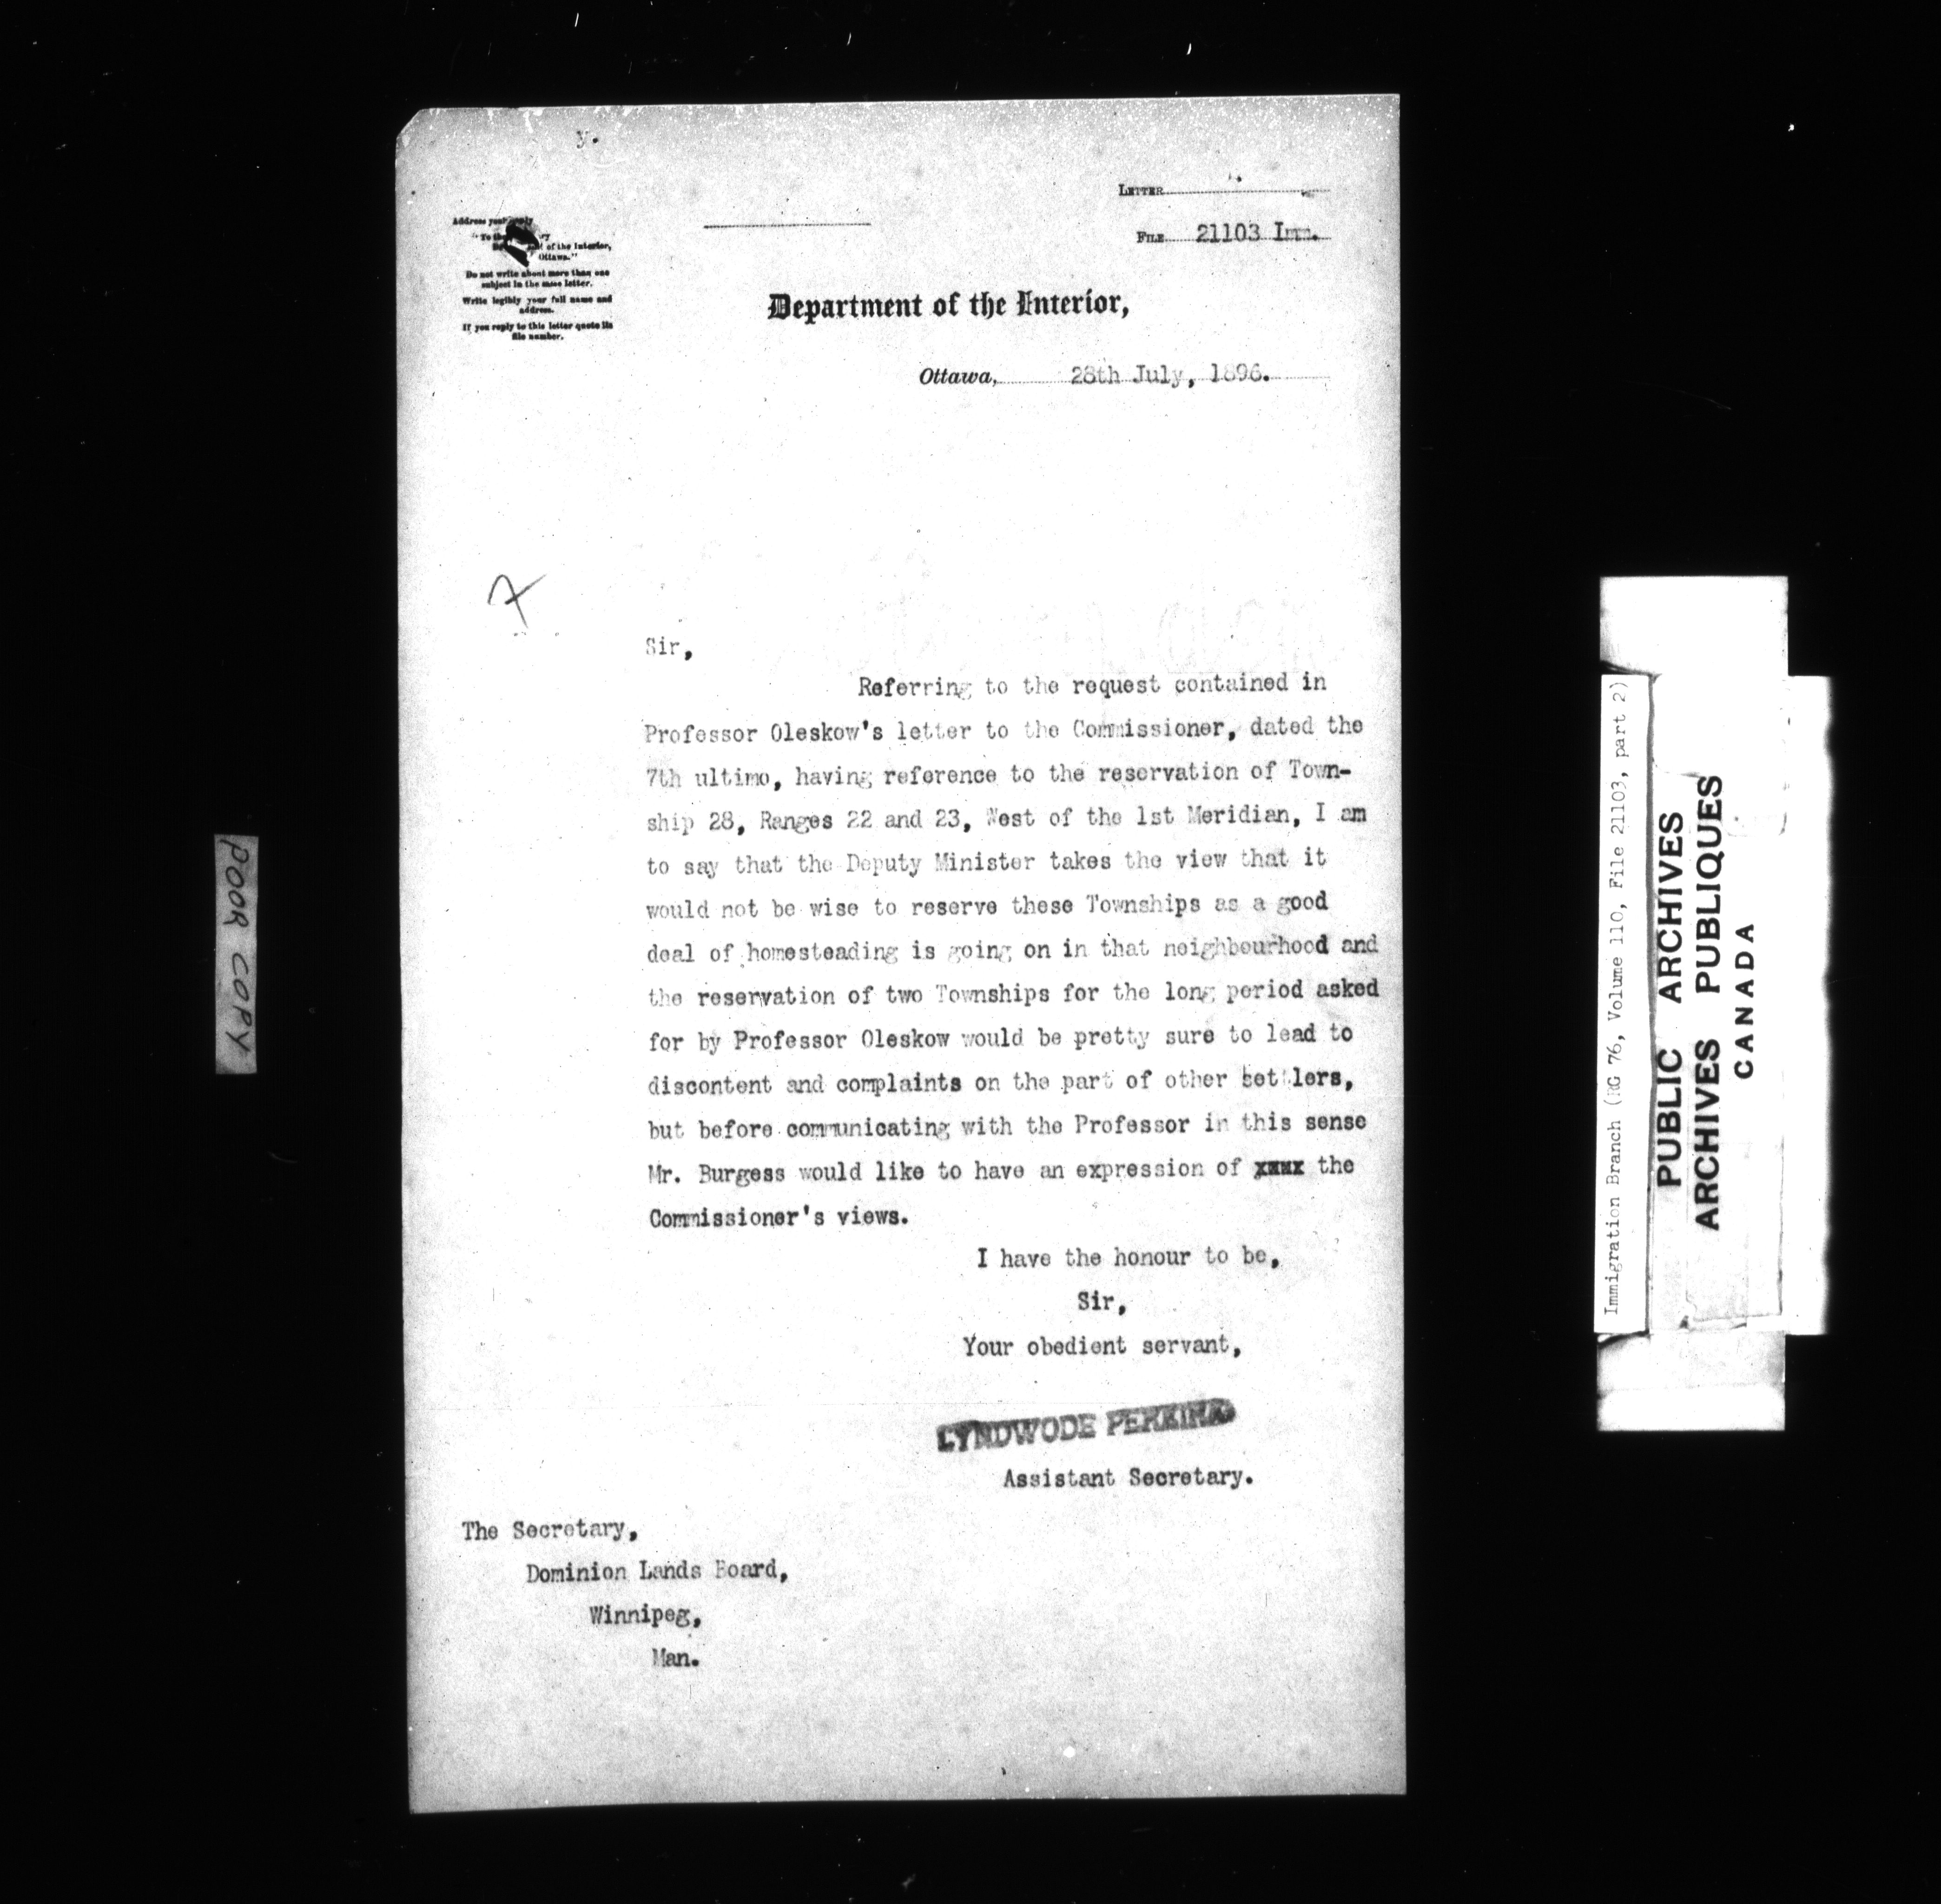 y.
LETTER
FILE 21103 Imm.
Address your reply
"To the
of the Interior,
Ottawa."
Do not write about more than one
subject in the same letter.
Write legibly your full name and
address.
If you reply to this letter quote its
file number.
Department of the Interior,
Ottawa, 28th July, 1896.
Sir,
Referring to the request contained in
Professor Oleskow's letter to the Commissioner, dated the
7th ultimo, having reference to the reservation of Town-
ship 28, Ranges 22 and 23, West of the 1st Meridian, I am
to say that the Deputy Minister takes the view that it
would not be wise to reserve these Townships as a good
deal of homesteading is going on in that neighbourhood and
the reservation of two Townships for the long period asked
for by Professor Oleskow would be pretty sure to lead to
discontent and complaints on the part of other settlers,
but before communicating with the Professor in this sense
Mr. Burgess would like to have an expression of xxxx the
Commissioner's views.
I have the honour to be,
Sir,
Your obedient servant,
LYNDWODE PEREIRA
Assistant Secretary.
The Secretary,
Dominion Lands Board,
Winnipeg,
Man.
POOR COPY
Immigration Branch (RG 76, Volume 110, File 21103, part 2)
PUBLIC ARCHIVES
ARCHIVES PUBLIQUES
CANADA